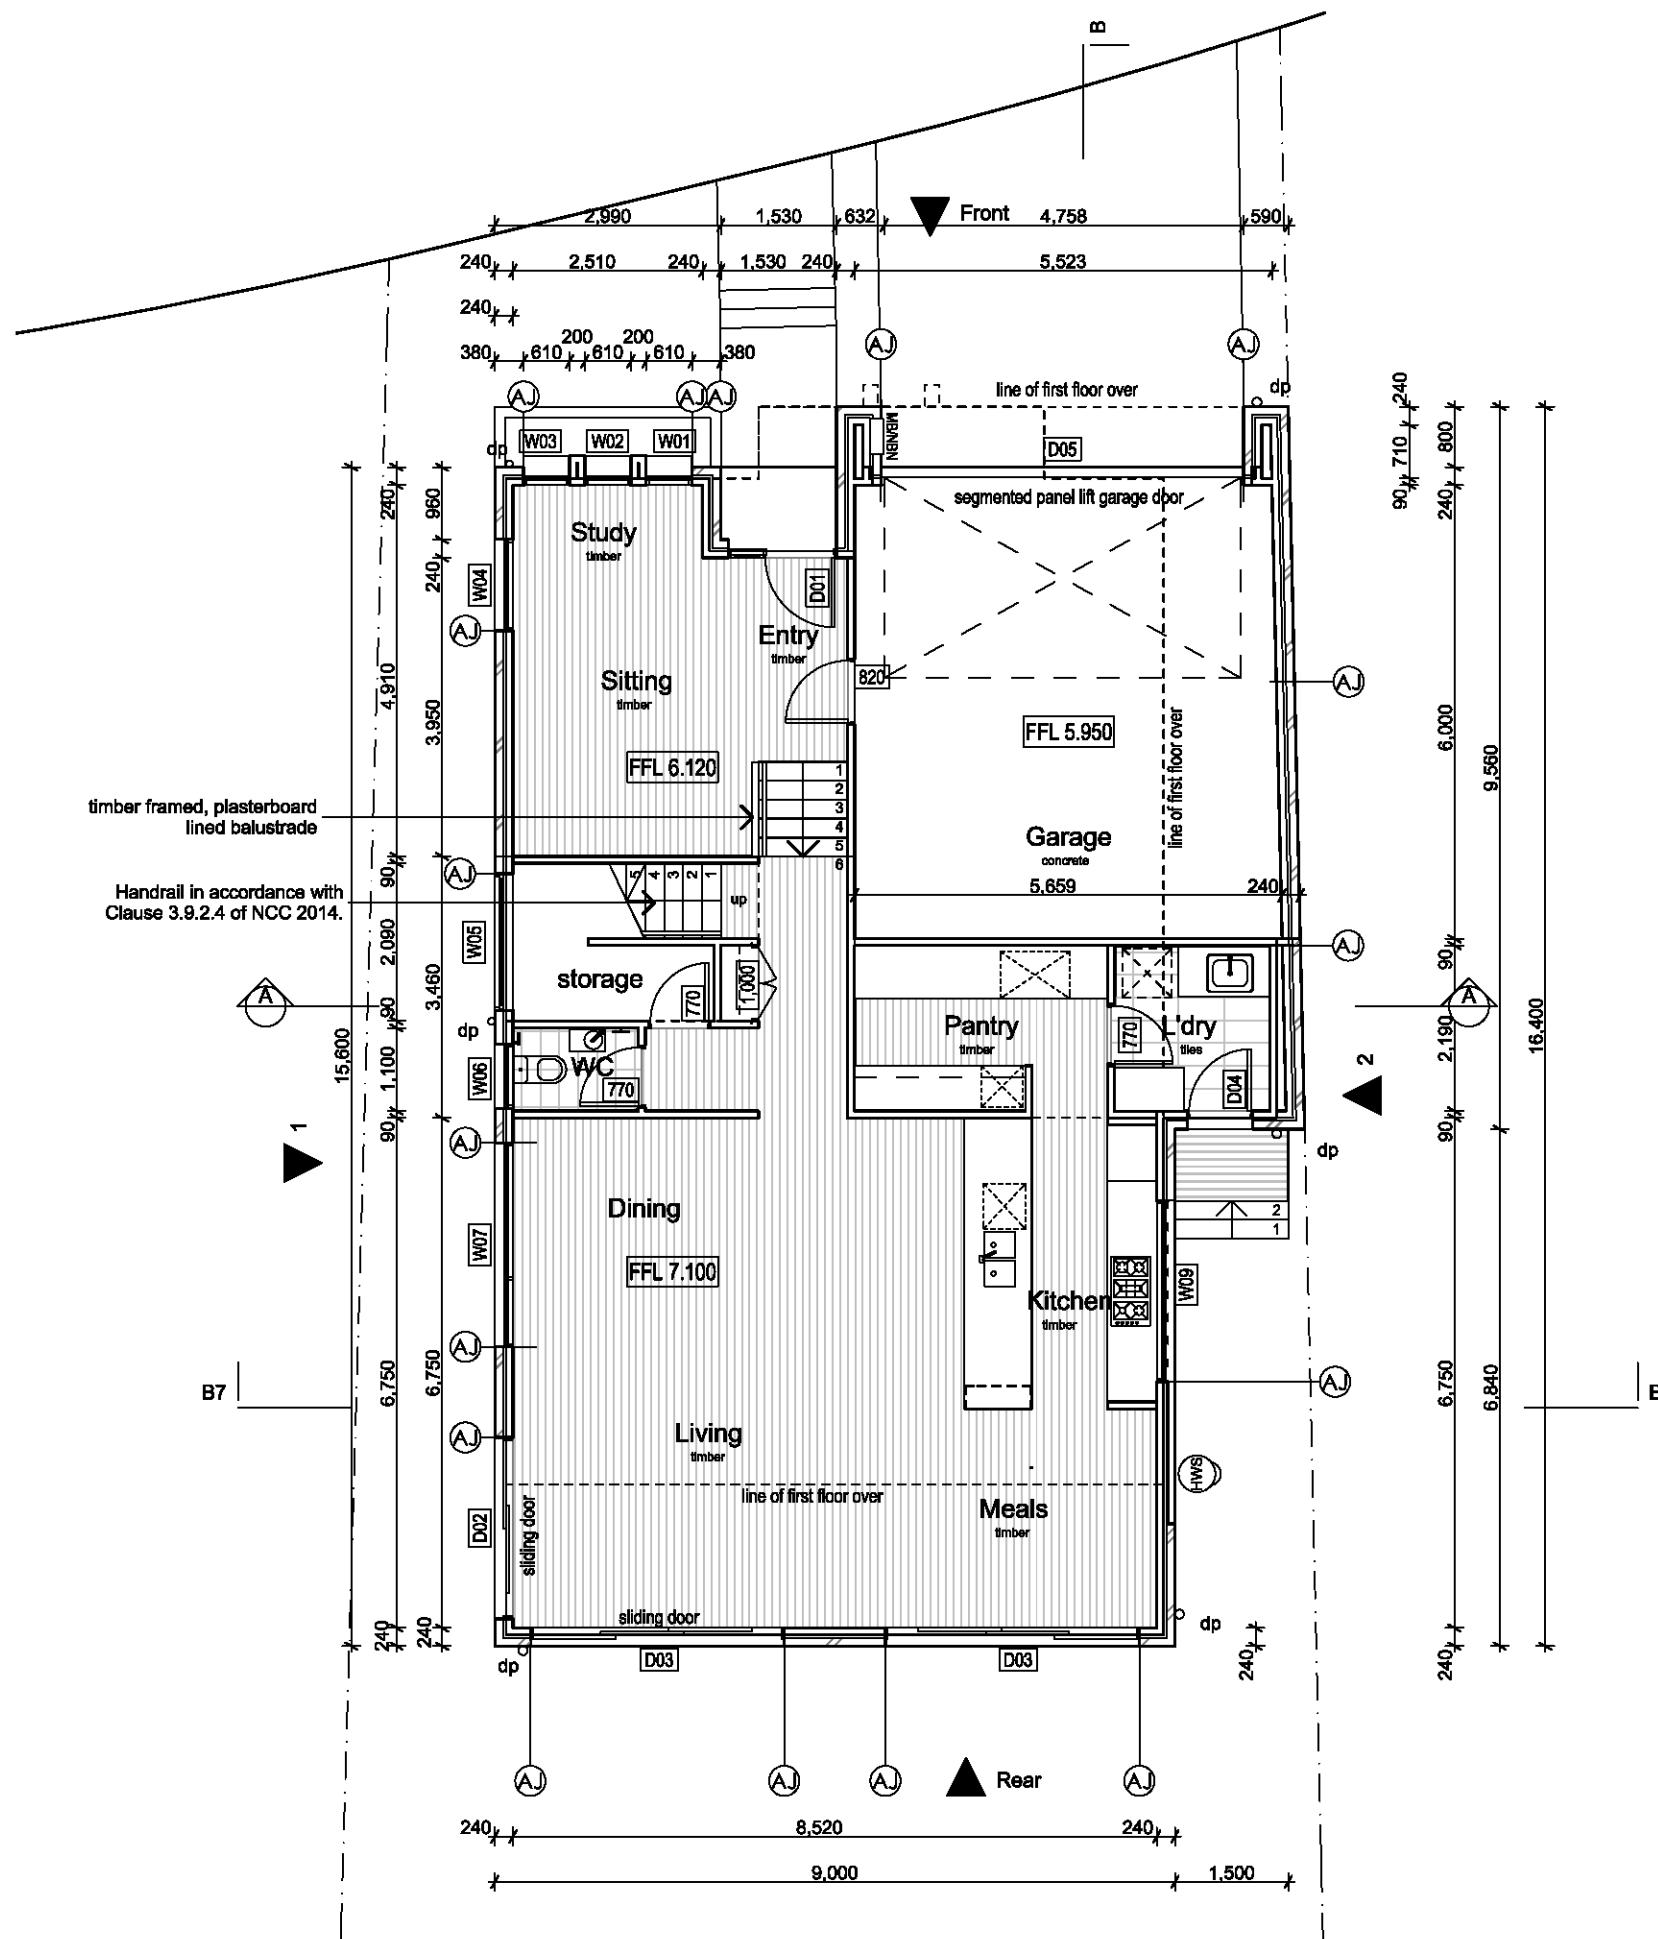 B
2,990
1,530
632
Front
4,758
590
240
2,510
240
1,530
240
5,523
240
200
200
380
610
610
610
380
AJ
AJ
AJ
AJ
AJ
line of first floor over
dp
240
dp
W03
W02
W01
MB/NBN
D05
710
800
90
240
240
960
segmented panel lift garage door
Study
timber
W04
240
D01
AJ
Entry
timber
Sitting
timber
820
AJ
4,910
3,950
FFL 5.950
6,000
9,560
FFL 6.120
line of first floor over
timber framed, plasterboard
lined balustrade
1
2
3
4
5
6
Garage
concrete
AJ
90
5
4
3
2
1
up
5,659
240
Handrail in accordance with
Clause 3.9.2.4 of NCC 2014.
W05
2,090
3,460
AJ
90
storage
770
1,000
A
90
dp
Pantry
timber
770
L'dry
tiles
2,190
A
16,400
15,600
1,100
W06
WC
770
D04
2
1
90
90
AJ
dp
Dining
W07
2
1
FFL 7.100
Kitchen
timber
W09
AJ
AJ
B7
6,750
6,750
6,750
6,840
B
Living
timber
AJ
HWS
line of first floor over
D02
sliding door
Meals
timber
240
240
sliding door
dp
240
240
dp
D03
D03
AJ
AJ
AJ
AJ
Rear
240
8,520
240
9,000
1,500